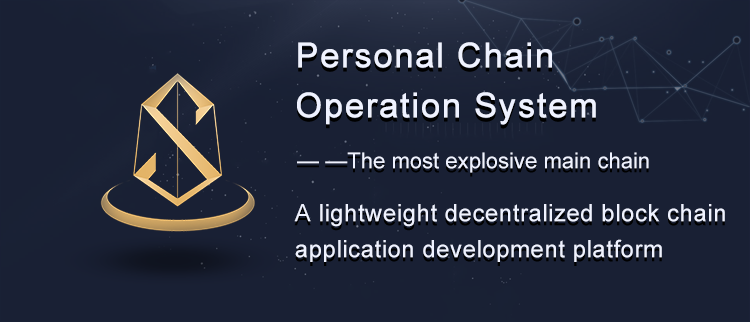 Personal Chain
Operation System
— —The most explosive main chain
A lightweight decentralized block chain
application development platform